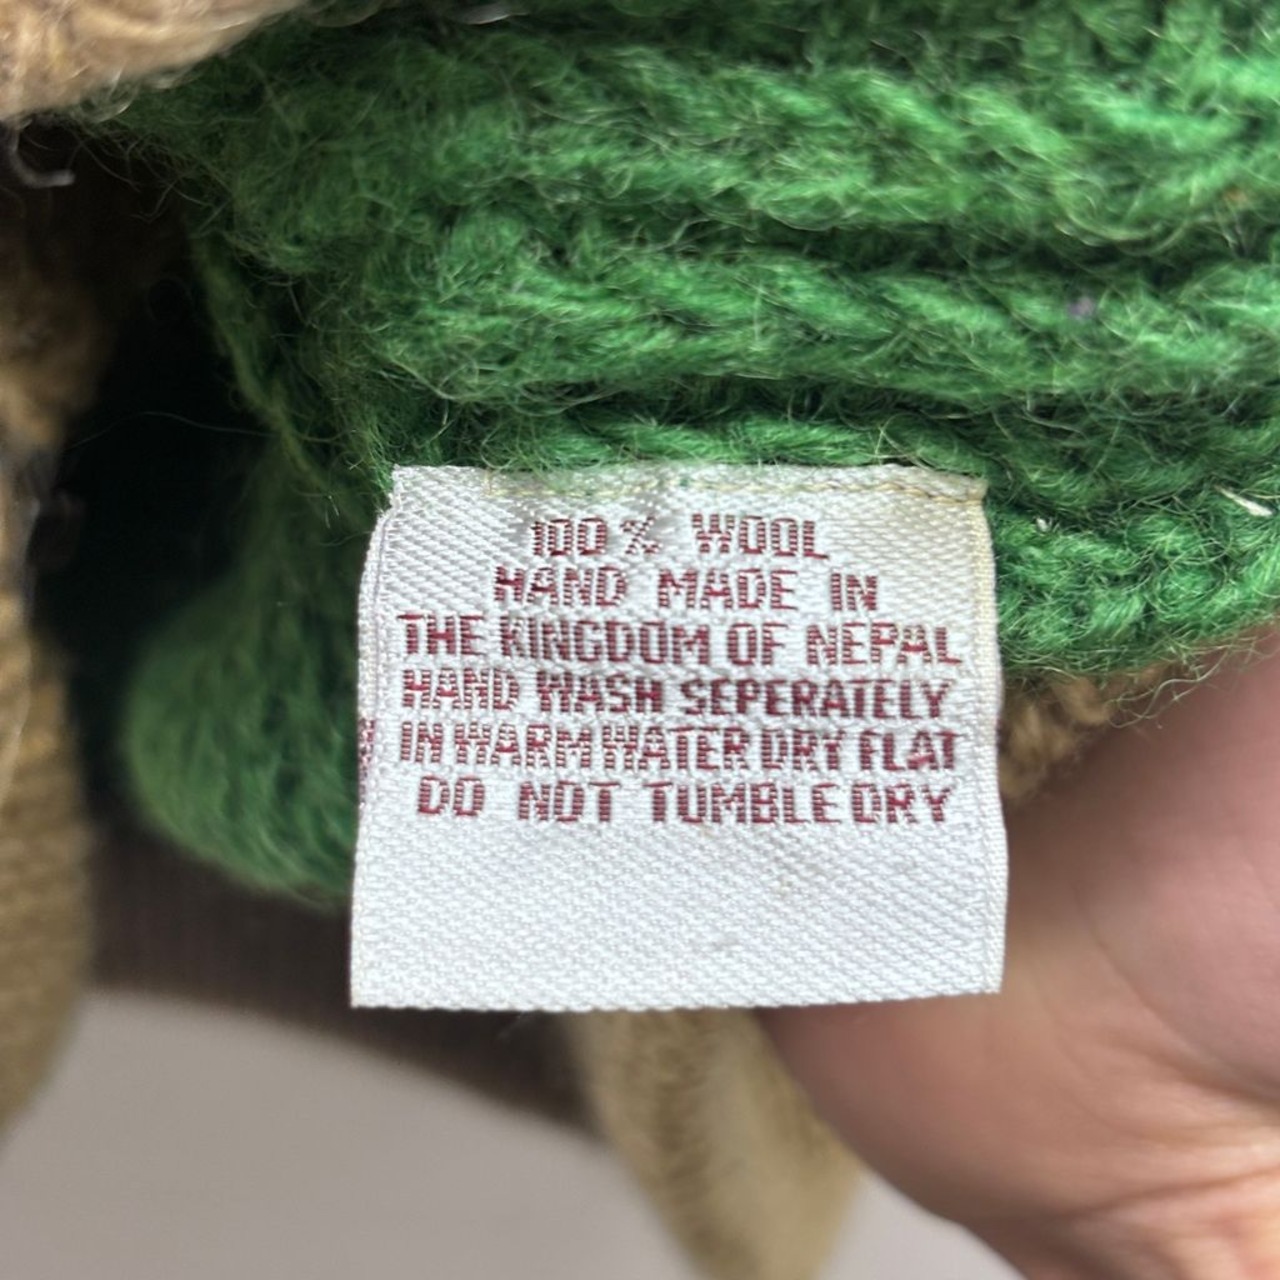 100% WOOL
HAND MADE IN
THE KINGDOM OF NEPAL
HAND WASH SEPERATELY
IN WARM WATER DRY FLAT
DO NOT TUMBLE DRY